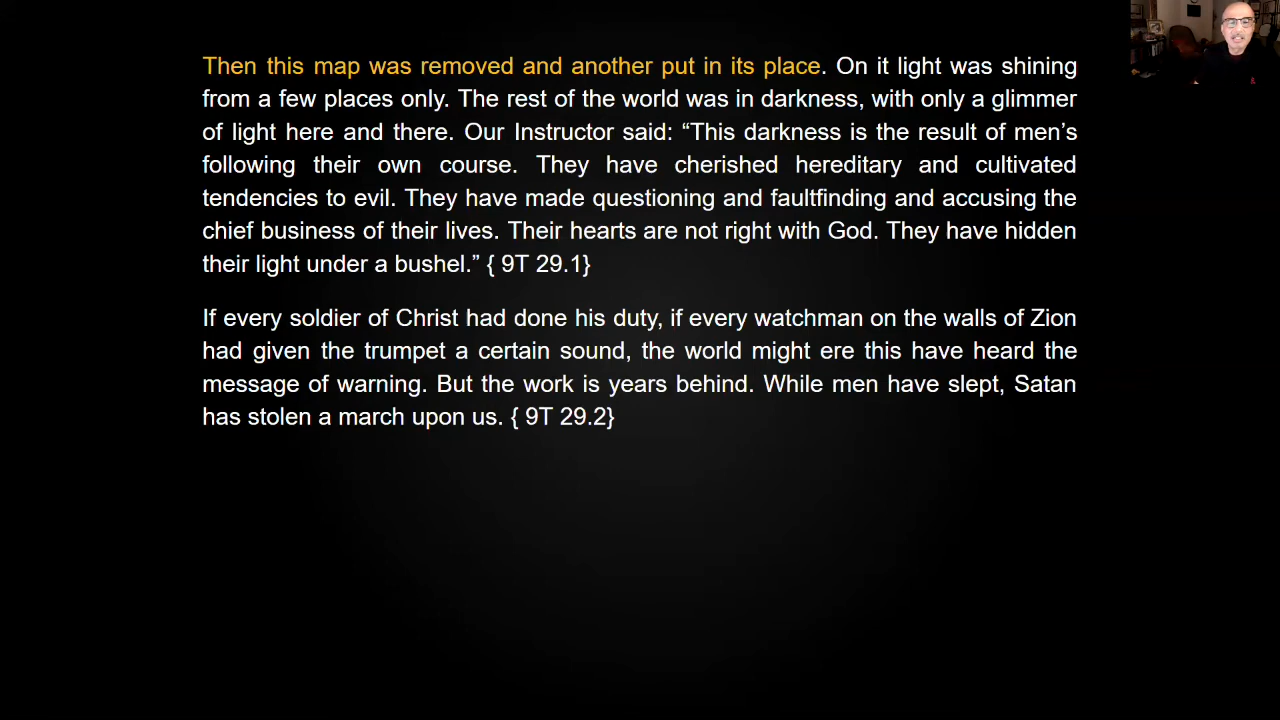 Then this map was removed and another put in its place. On it light was shining
from a few places only. The rest of the world was in darkness, with only a glimmer
of light here and there. Our Instructor said: “This darkness is the result of men’s
following their own course. They have cherished hereditary and cultivated
tendencies to evil. They have made questioning and faultfinding and accusing the
chief business of their lives. Their hearts are not right with God. They have hidden
their light under a bushel.” { 9T 29.1}
If every soldier of Christ had done his duty, if every watchman on the walls of Zion
had given the trumpet a certain sound, the world might ere this have heard the
message of warning. But the work is years behind. While men have slept, Satan
has stolen a march upon us. { 9T 29.2}